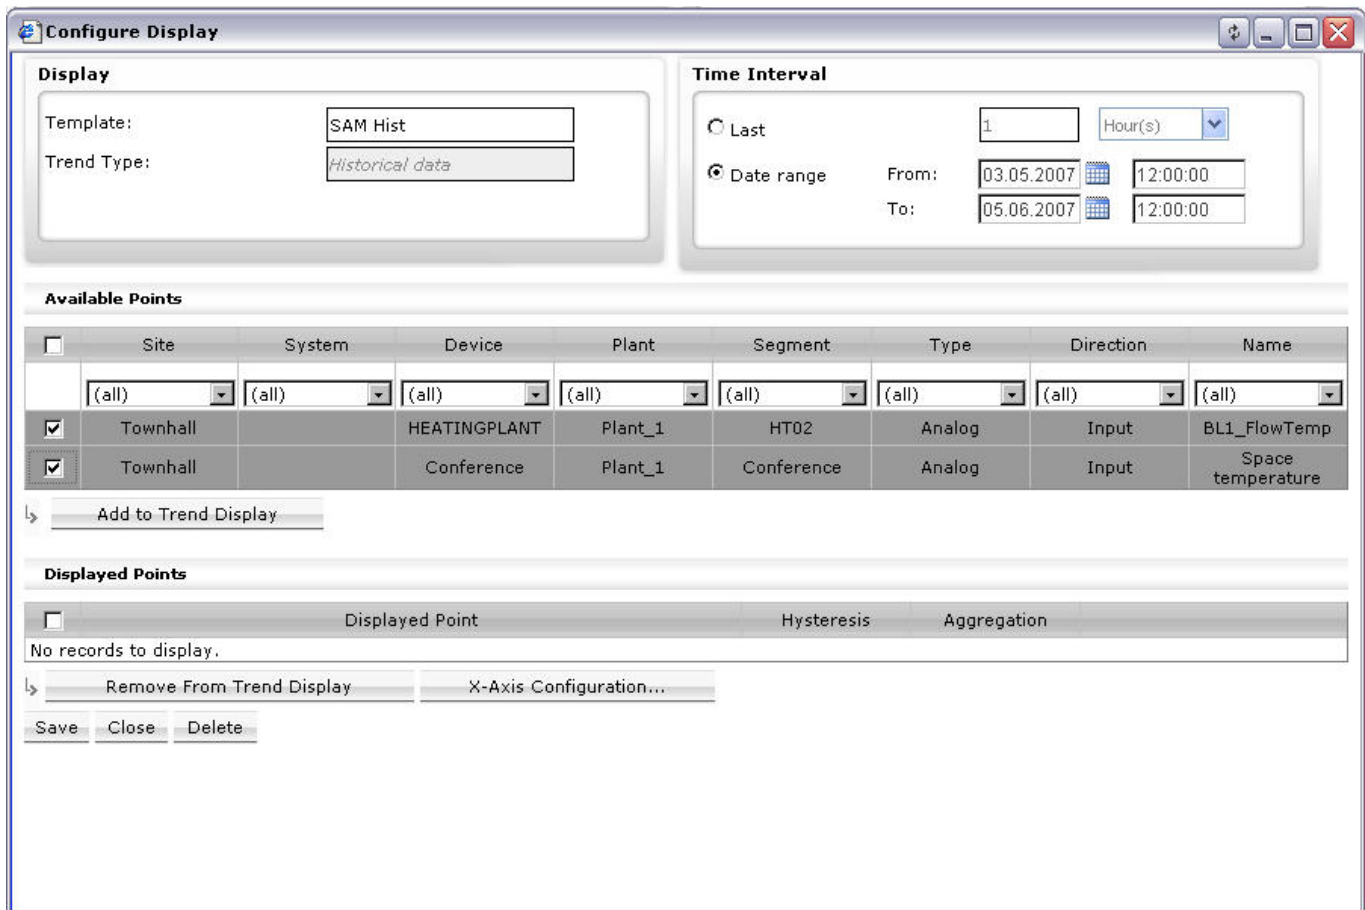 Configure Display
Display
Template: SAM Hist
Trend Type: Historical data
Time Interval
Last 1 Hour(s)
Date range From: 03.05.2007 12:00:00
To: 05.06.2007 12:00:00
Available Points
Site System Device Plant Segment Type Direction Name
(all) (all) (all) (all) (all) (all) (all) (all)
Townhall HEATINGPLANT Plant_1 HT02 Analog Input BL1_FlowTemp
Townhall Conference Plant_1 Conference Analog Input Space temperature
Add to Trend Display
Displayed Points
Displayed Point Hysteresis Aggregation
No records to display.
Remove From Trend Display X-Axis Configuration...
Save Close Delete